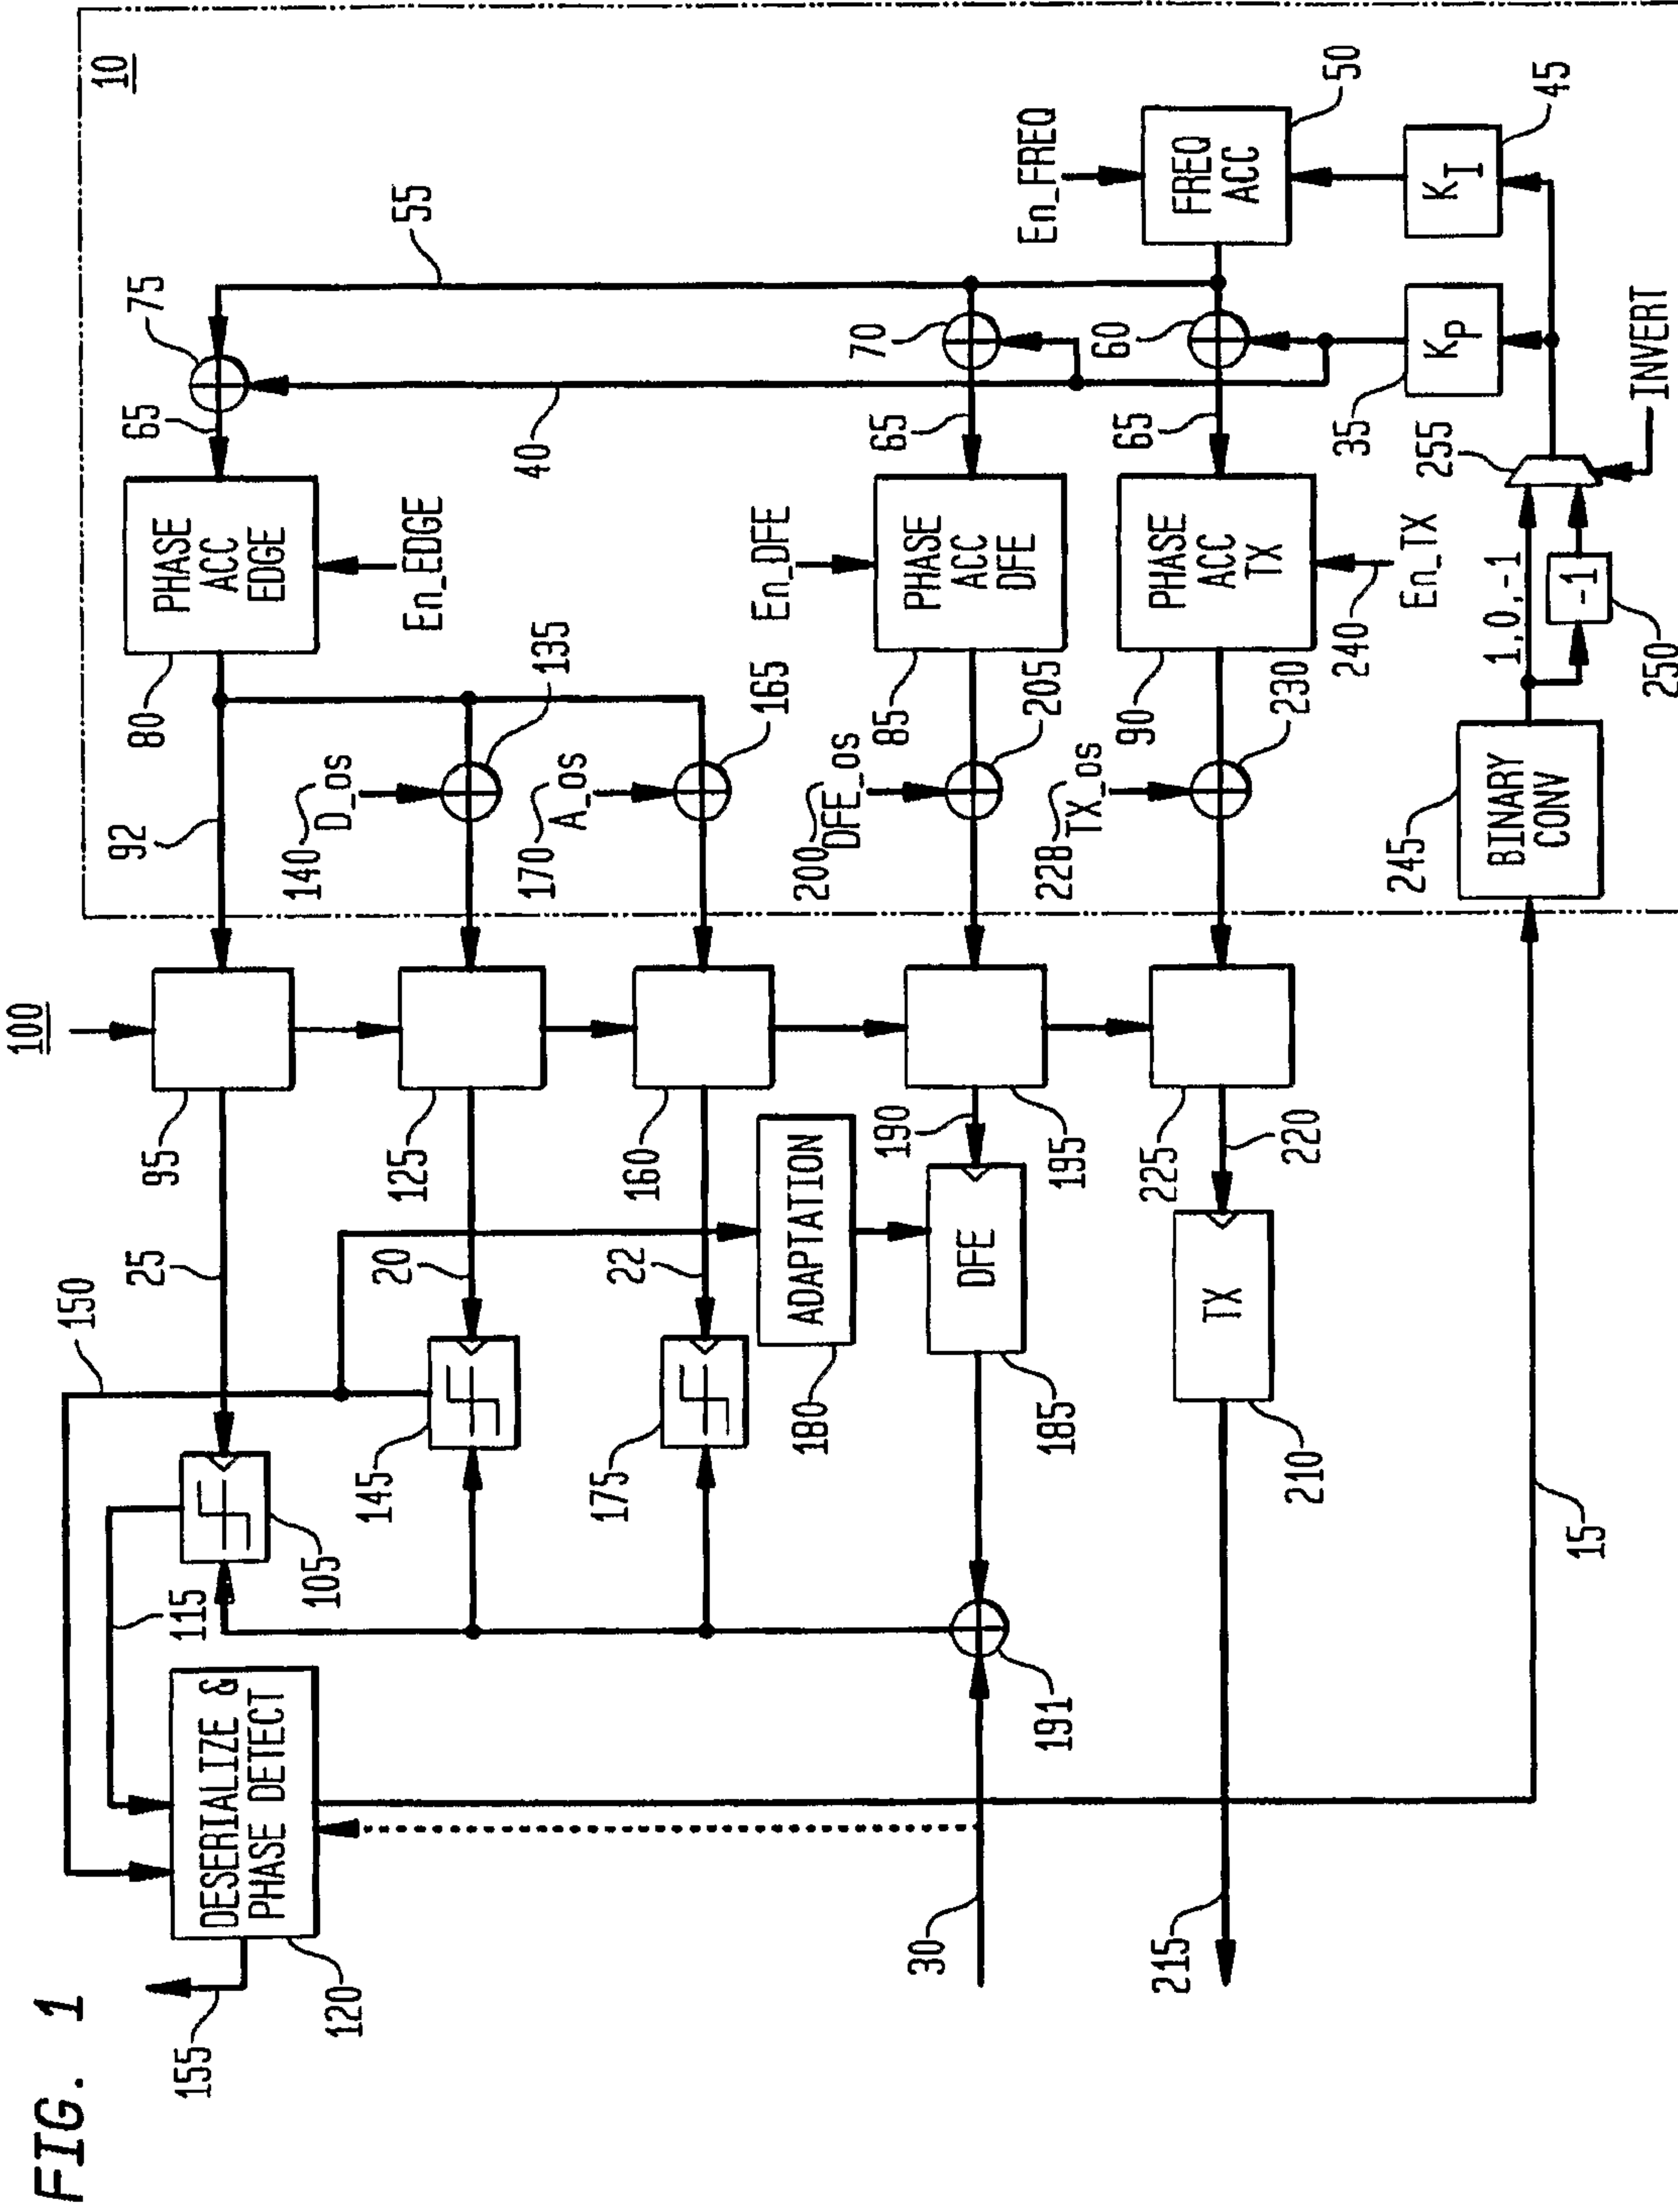 FIG. 1
155
120
DESERIALIZE &
PHASE DETECT
115
150
105
25
95
100
92
80
PHASE
ACC
EDGE
En_EDGE
65
75
55
10
145
20
125
140
D_os
135
40
175
22
160
170
A_os
165
180
ADAPTATION
30
191
185
DFE
190
195
200
DFE_os
205
85
En_DFE
PHASE
ACC
DFE
65
70
215
210
TX
220
225
228
TX_os
230
90
PHASE
ACC
TX
240
En_TX
65
60
En_FREQ
FREQ
ACC
50
15
245
BINARY
CONV
1,0,-1
-1
250
255
INVERT
35
KP
KI
45